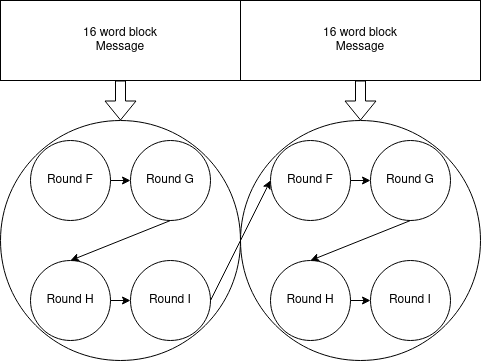 16 word block
Message
16 word block
Message
Round F
Round G
Round F
Round G
Round H
Round I
Round H
Round I